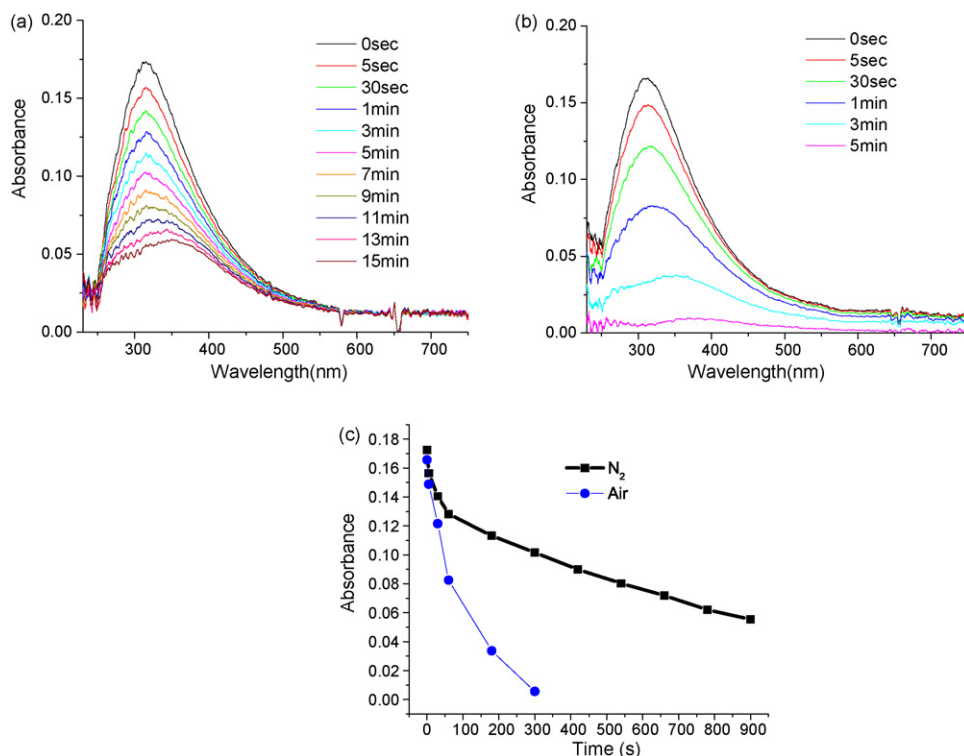 (a)
0.20
0.15
0.10
0.05
0.00
Absorbance
300 400 500 600 700
Wavelength(nm)
0sec
5sec
30sec
1min
3min
5min
7min
9min
11min
13min
15min
(b)
0.20
0.15
0.10
0.05
0.00
Absorbance
300 400 500 600 700
Wavelength(nm)
0sec
5sec
30sec
1min
3min
5min
(c)
0.18
0.16
0.14
0.12
0.10
0.08
0.06
0.04
0.02
0.00
Absorbance
N₂
Air
0 100 200 300 400 500 600 700 800 900
Time (s)